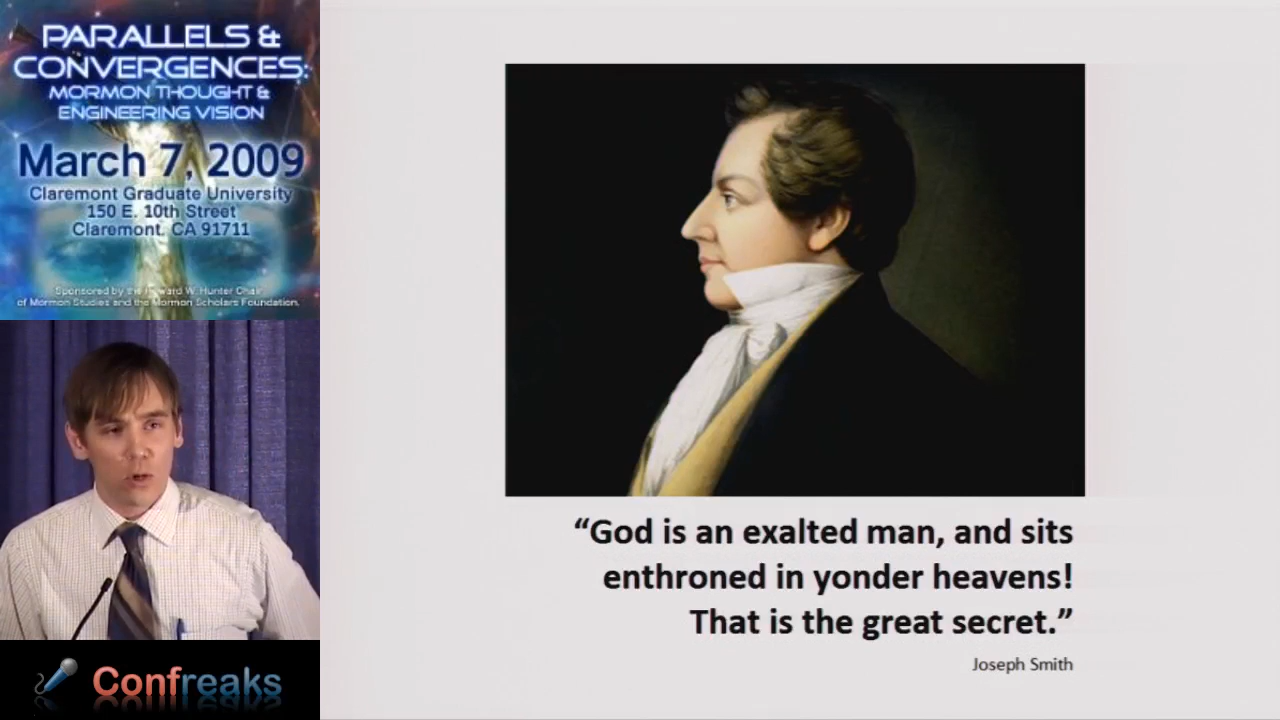 PARALLELS &
CONVERGENCES:
MORMON THOUGHT &
ENGINEERING VISION
March 7, 2009
Claremont Graduate University
150 E. 10th Street
Claremont, CA 91711
Sponsored by the Howard W. Hunter Chair
of Mormon Studies and the Mormon Scholars Foundation.
Confreaks
“God is an exalted man, and sits
enthroned in yonder heavens!
That is the great secret.”
Joseph Smith